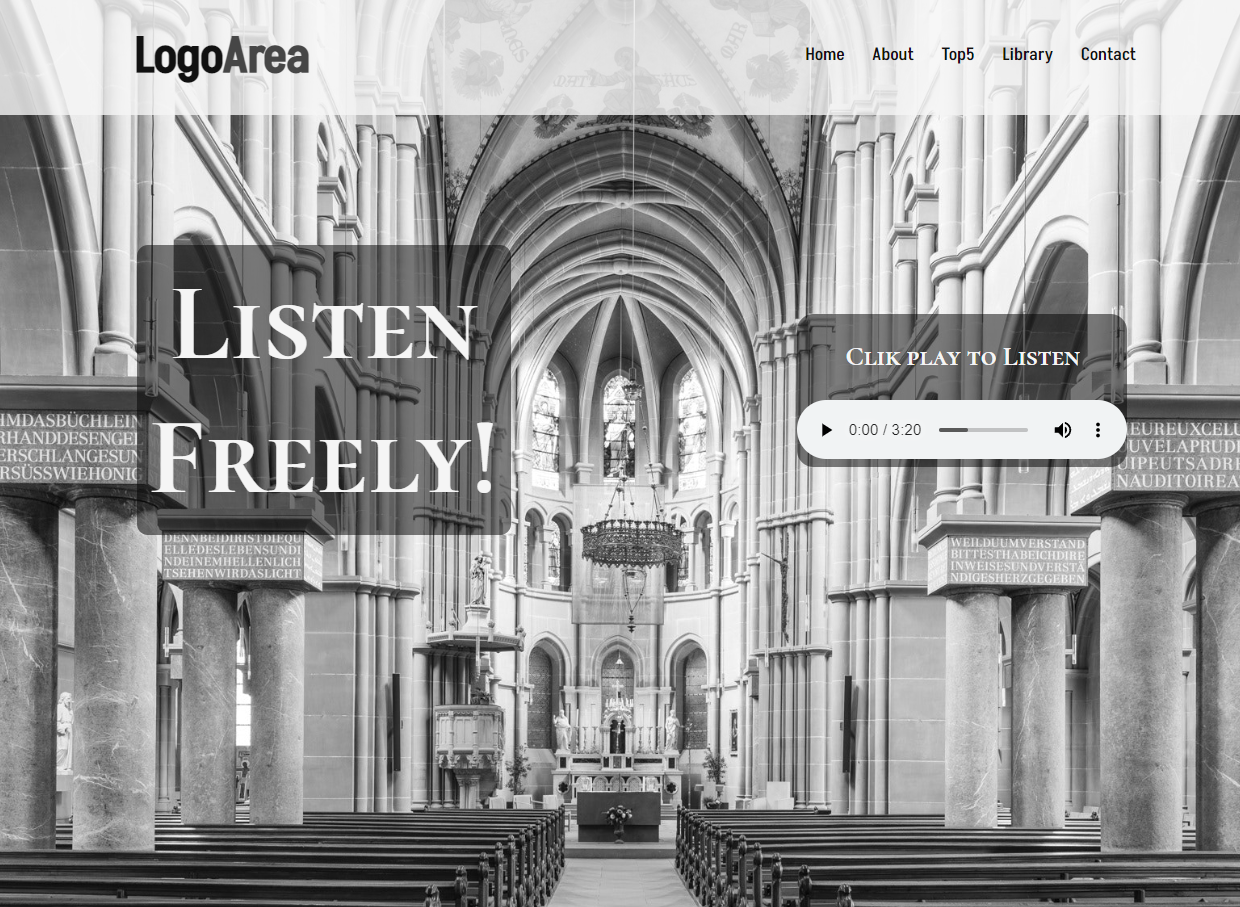 LogoArea
Home About Top5 Library Contact
Listen
Freely!
Clik play to Listen
0:00 / 3:20
HMDASBÜCHLEIN
RHANDDESENGEL
ERSCHLANGESUN
RSÜSSWIEHONIG
DENNBEIDIRISTDIEQU
ELLEDESLEBENSUNDI
NDEINEMHELLENLICH
TSEHENWIRDASLICHT
WEILDUUMVERSTAND
BITTESTHABEICHDIRE
INWEISESUNDVERSTÄ
NDIGESHERZGEGEBEN
EUREUXCELU
UVELAPRUDI
UIPEUTSADRE
NAUDITOIREA